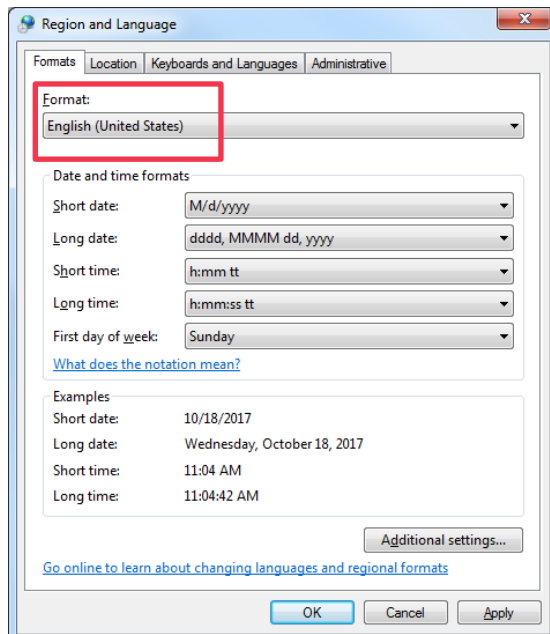 Region and Language
Formats Location Keyboards and Languages Administrative
Format:
English (United States)
Date and time formats
Short date: M/d/yyyy
Long date: dddd, MMMM dd, yyyy
Short time: h:mm tt
Long time: h:mm:ss tt
First day of week: Sunday
What does the notation mean?
Examples
Short date: 10/18/2017
Long date: Wednesday, October 18, 2017
Short time: 11:04 AM
Long time: 11:04:42 AM
Additional settings...
Go online to learn about changing languages and regional formats
OK Cancel Apply